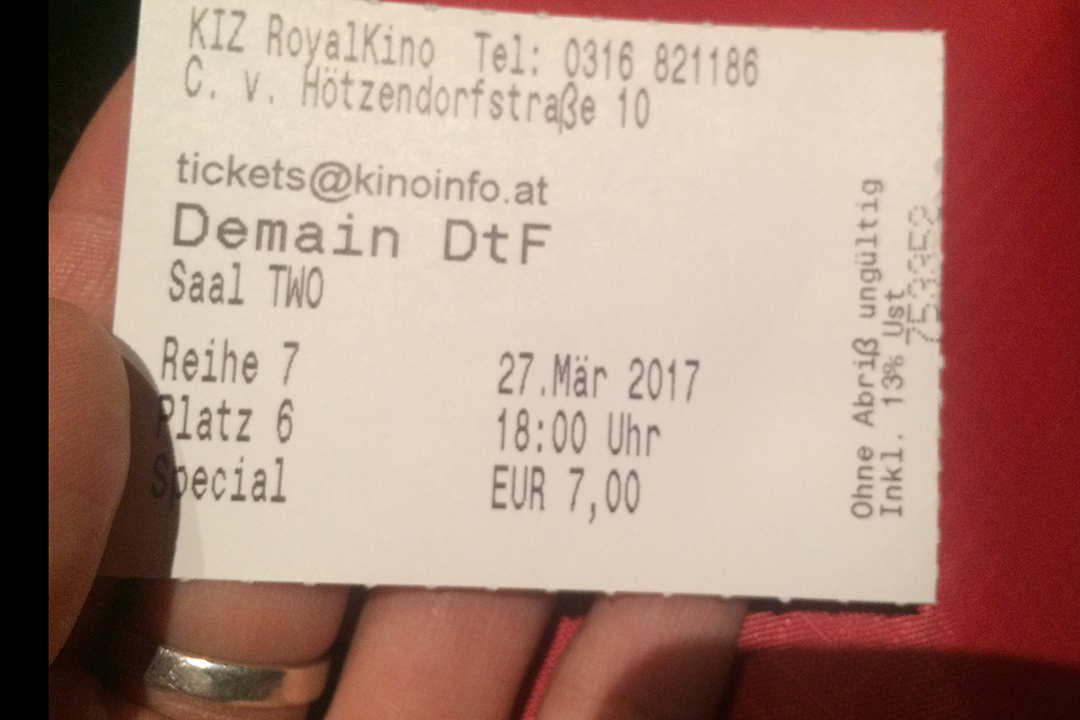 KIZ RoyalKino Tel: 0316 821186
C. v. Hötzendorfstraße 10
tickets@kinoinfo.at
Demain DtF
Saal TWO
Reihe 7
27.Mär 2017
Platz 6
18:00 Uhr
Special
EUR 7,00
Ohne Abriß ungültig
Inkl. 13% Ust